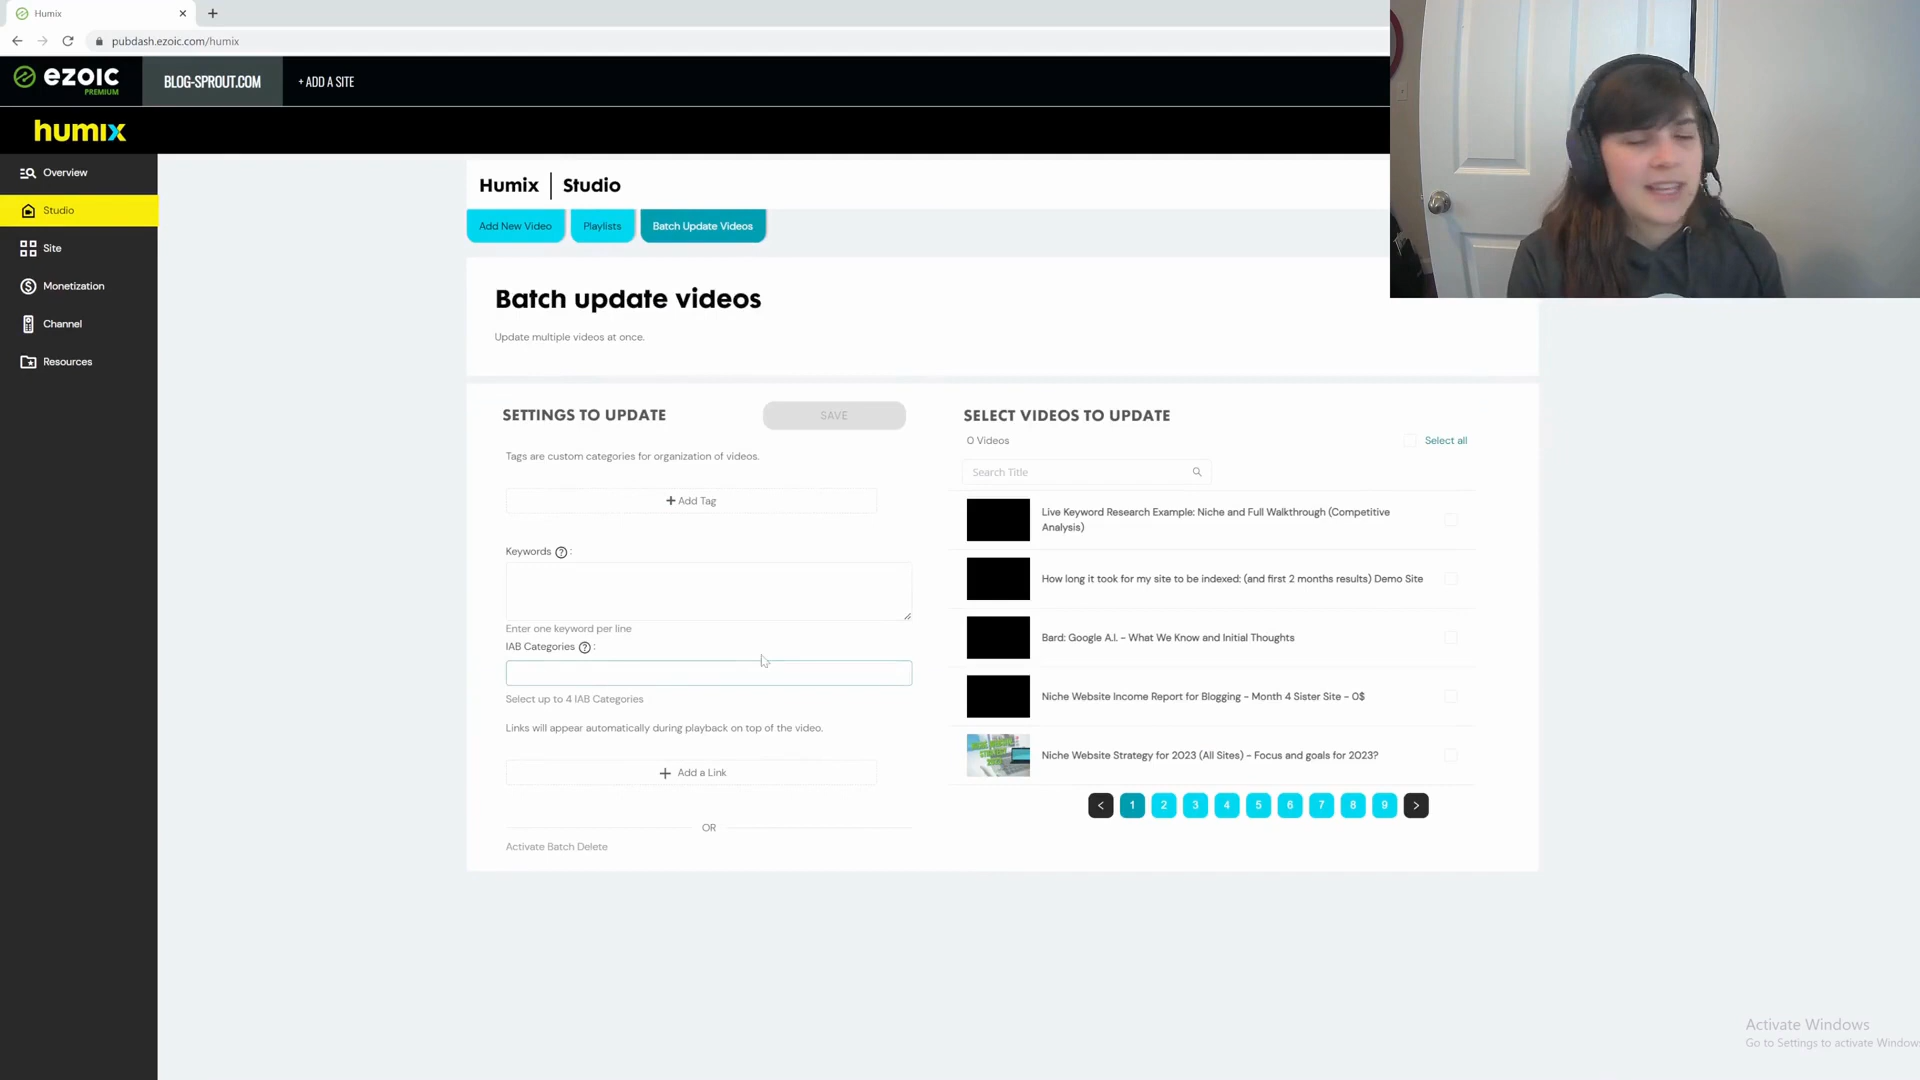 Humix
pubdash.ezoic.com/humix
ezoic
PREMIUM
BLOG-SPROUT.COM
+ ADD A SITE
humix
Overview
Studio
Site
Monetization
Channel
Resources
Humix | Studio
Add New Video
Playlists
Batch Update Videos
Batch update videos
Update multiple videos at once.
SETTINGS TO UPDATE
SAVE
Tags are custom categories for organization of videos.
+ Add Tag
Keywords ? :
Enter one keyword per line
IAB Categories ? :
Select up to 4 IAB Categories
Links will appear automatically during playback on top of the video.
+ Add a Link
OR
Activate Batch Delete
SELECT VIDEOS TO UPDATE
0 Videos
Select all
Search Title
Live Keyword Research Example: Niche and Full Walkthrough (Competitive
Analysis)
How long it took for my site to be indexed: (and first 2 months results) Demo Site
Bard: Google A.I. - What We Know and Initial Thoughts
Niche Website Income Report for Blogging - Month 4 Sister Site - 0$
Niche Website Strategy for 2023 (All Sites) - Focus and goals for 2023?
< 1 2 3 4 5 6 7 8 9 >
Activate Windows
Go to Settings to activate Windows